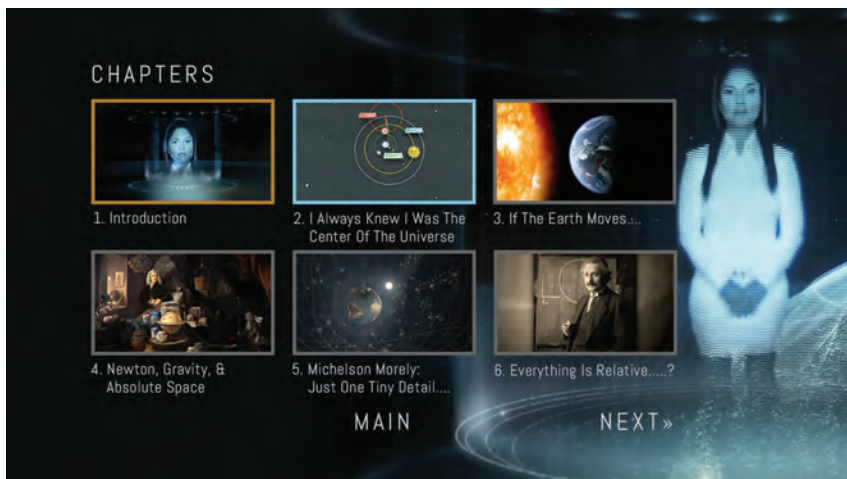 CHAPTERS
1. Introduction
2. I Always Knew I Was The
Center Of The Universe
3. If The Earth Moves....
4. Newton, Gravity, &
Absolute Space
5. Michelson Morely:
Just One Tiny Detail....
6. Everything Is Relative.....?
MAIN
NEXT»